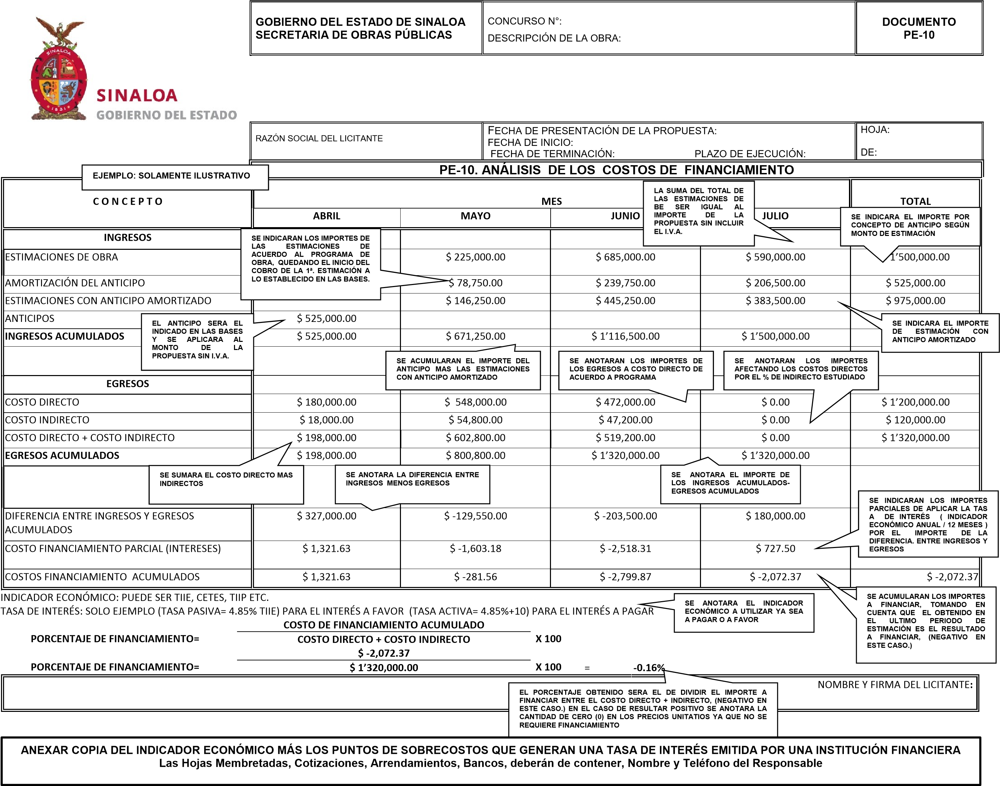 GOBIERNO DEL ESTADO DE SINALOA
SECRETARIA DE OBRAS PÚBLICAS
CONCURSO N°:
DESCRIPCIÓN DE LA OBRA:
DOCUMENTO
PE-10
SINALOA
1831
SINALOA
GOBIERNO DEL ESTADO
RAZÓN SOCIAL DEL LICITANTE
FECHA DE PRESENTACIÓN DE LA PROPUESTA:
FECHA DE INICIO:
FECHA DE TERMINACIÓN: PLAZO DE EJECUCIÓN:
HOJA:
DE:
EJEMPLO: SOLAMENTE ILUSTRATIVO
PE-10. ANÁLISIS DE LOS COSTOS DE FINANCIAMIENTO
C O N C E P T O
MES
TOTAL
ABRIL MAYO JUNIO JULIO
LA SUMA DEL TOTAL DE
LAS ESTIMACIONES DE
BE SER IGUAL AL
IMPORTE DE LA
PROPUESTA SIN INCLUIR
EL I.V.A.
SE INDICARA EL IMPORTE POR
CONCEPTO DE ANTICIPO SEGÚN
MONTO DE ESTIMACIÓN
INGRESOS
SE INDICARAN LOS IMPORTES DE
LAS ESTIMACIONES DE
ACUERDO AL PROGRAMA DE
OBRA, QUEDANDO EL INICIO DEL
COBRO DE LA 1ª. ESTIMACIÓN A
LO ESTABLECIDO EN LAS BASES.
ESTIMACIONES DE OBRA $ 225,000.00 $ 685,000.00 $ 590,000.00 1’500,000.00
AMORTIZACIÓN DEL ANTICIPO $ 78,750.00 $ 239,750.00 $ 206,500.00 $ 525,000.00
ESTIMACIONES CON ANTICIPO AMORTIZADO $ 146,250.00 $ 445,250.00 $ 383,500.00 $ 975,000.00
ANTICIPOS $ 525,000.00
INGRESOS ACUMULADOS $ 525,000.00 $ 671,250.00 $ 1’116,500.00 $ 1’500,000.00
EL ANTICIPO SERA EL
INDICADO EN LAS BASES
Y SE APLICARA AL
MONTO DE LA
PROPUESTA SIN I.V.A.
SE INDICARA EL IMPORTE
DE ESTIMACIÓN CON
ANTICIPO AMORTIZADO
SE ACUMULARAN EL IMPORTE DEL
ANTICIPO MAS LAS ESTIMACIONES
CON ANTICIPO AMORTIZADO
SE ANOTARAN LOS IMPORTES DE
LOS EGRESOS A COSTO DIRECTO DE
ACUERDO A PROGRAMA
SE ANOTARAN LOS IMPORTES
AFECTANDO LOS COSTOS DIRECTOS
POR EL % DE INDIRECTO ESTUDIADO
EGRESOS
COSTO DIRECTO $ 180,000.00 $ 548,000.00 $ 472,000.00 $ 0.00 $ 1’200,000.00
COSTO INDIRECTO $ 18,000.00 $ 54,800.00 $ 47,200.00 $ 0.00 $ 120,000.00
COSTO DIRECTO + COSTO INDIRECTO $ 198,000.00 $ 602,800.00 $ 519,200.00 $ 0.00 $ 1’320,000.00
EGRESOS ACUMULADOS $ 198,000.00 $ 800,800.00 $ 1’320,000.00 $ 1’320,000.00
SE SUMARA EL COSTO DIRECTO MAS
INDIRECTOS
SE ANOTARA LA DIFERENCIA ENTRE
INGRESOS MENOS EGRESOS
SE ANOTARA EL IMPORTE DE
LOS INGRESOS ACUMULADOS-
EGRESOS ACUMULADOS
SE INDICARAN LOS IMPORTES
PARCIALES DE APLICAR LA TAS
A DE INTERÉS ( INDICADOR
ECONÓMICO ANUAL / 12 MESES )
POR EL IMPORTE DE LA
DIFERENCIA. ENTRE INGRESOS Y
EGRESOS
DIFERENCIA ENTRE INGRESOS Y EGRESOS $ 327,000.00 $ -129,550.00 $ -203,500.00 $ 180,000.00
ACUMULADOS
COSTO FINANCIAMIENTO PARCIAL (INTERESES) $ 1,321.63 $ -1,603.18 $ -2,518.31 $ 727.50
COSTOS FINANCIAMIENTO ACUMULADOS $ 1,321.63 $ -281.56 $ -2,799.87 $ -2,072.37 $ -2,072.37
INDICADOR ECONÓMICO: PUEDE SER TIIE, CETES, TIIP ETC.
TASA DE INTERÉS: SOLO EJEMPLO (TASA PASIVA= 4.85% TIIE) PARA EL INTERÉS A FAVOR (TASA ACTIVA= 4.85%+10) PARA EL INTERÉS A PAGAR
SE ANOTARA EL INDICADOR
ECONÓMICO A UTILIZAR YA SEA
A PAGAR O A FAVOR
SE ACUMULARAN LOS IMPORTES
A FINANCIAR, TOMANDO EN
CUENTA QUE EL OBTENIDO EN
EL ULTIMO PERIODO DE
ESTIMACIÓN ES EL RESULTADO
A FINANCIAR, (NEGATIVO EN
ESTE CASO.)
COSTO DE FINANCIAMIENTO ACUMULADO
PORCENTAJE DE FINANCIAMIENTO= COSTO DIRECTO + COSTO INDIRECTO X 100
$ -2,072.37
PORCENTAJE DE FINANCIAMIENTO= $ 1’320,000.00 X 100 = -0.16%
NOMBRE Y FIRMA DEL LICITANTE:
EL PORCENTAJE OBTENIDO SERA EL DE DIVIDIR EL IMPORTE A
FINANCIAR ENTRE EL COSTO DIRECTO + INDIRECTO, (NEGATIVO EN
ESTE CASO.) EN EL CASO DE RESULTAR POSITIVO SE ANOTARA LA
CANTIDAD DE CERO (0) EN LOS PRECIOS UNITATIOS YA QUE NO SE
REQUIERE FINANCIAMIENTO
ANEXAR COPIA DEL INDICADOR ECONÓMICO MÁS LOS PUNTOS DE SOBRECOSTOS QUE GENERAN UNA TASA DE INTERÉS EMITIDA POR UNA INSTITUCIÓN FINANCIERA
Las Hojas Membretadas, Cotizaciones, Arrendamientos, Bancos, deberán de contener, Nombre y Teléfono del Responsable